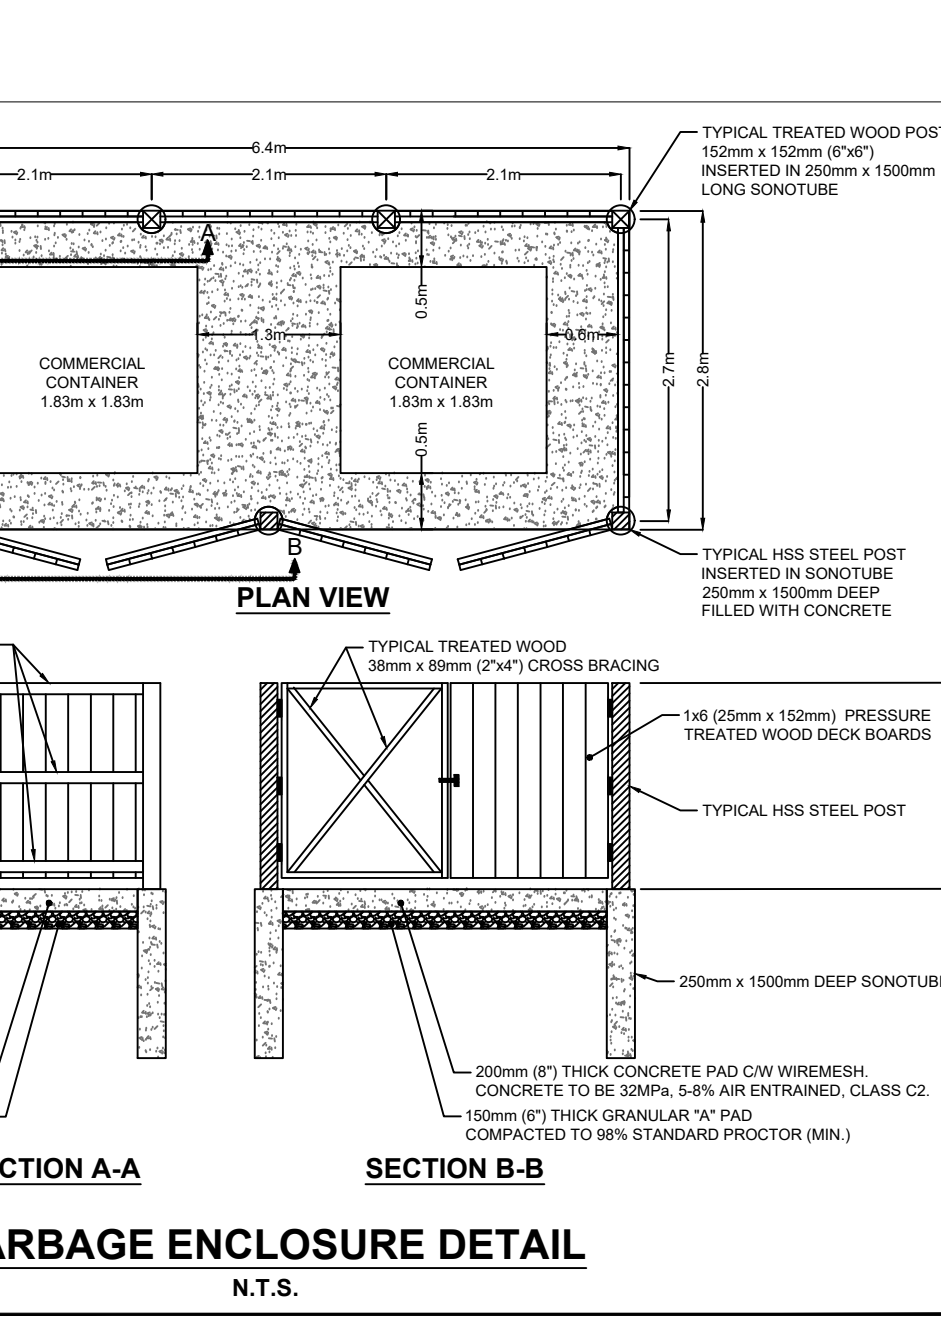 6.4m
2.1m
2.1m
2.1m
TYPICAL TREATED WOOD POST
152mm x 152mm (6"x6")
INSERTED IN 250mm x 1500mm
LONG SONOTUBE
A
0.5m
1.3m
0.6m
2.7m
2.8m
COMMERCIAL
CONTAINER
1.83m x 1.83m
COMMERCIAL
CONTAINER
1.83m x 1.83m
0.5m
B
PLAN VIEW
TYPICAL HSS STEEL POST
INSERTED IN SONOTUBE
250mm x 1500mm DEEP
FILLED WITH CONCRETE
TYPICAL TREATED WOOD
38mm x 89mm (2"x4") CROSS BRACING
1x6 (25mm x 152mm) PRESSURE
TREATED WOOD DECK BOARDS
TYPICAL HSS STEEL POST
250mm x 1500mm DEEP SONOTUBE
200mm (8") THICK CONCRETE PAD C/W WIREMESH.
CONCRETE TO BE 32MPa, 5-8% AIR ENTRAINED, CLASS C2.
150mm (6") THICK GRANULAR "A" PAD
COMPACTED TO 98% STANDARD PROCTOR (MIN.)
CTION A-A
SECTION B-B
ARBAGE ENCLOSURE DETAIL
N.T.S.